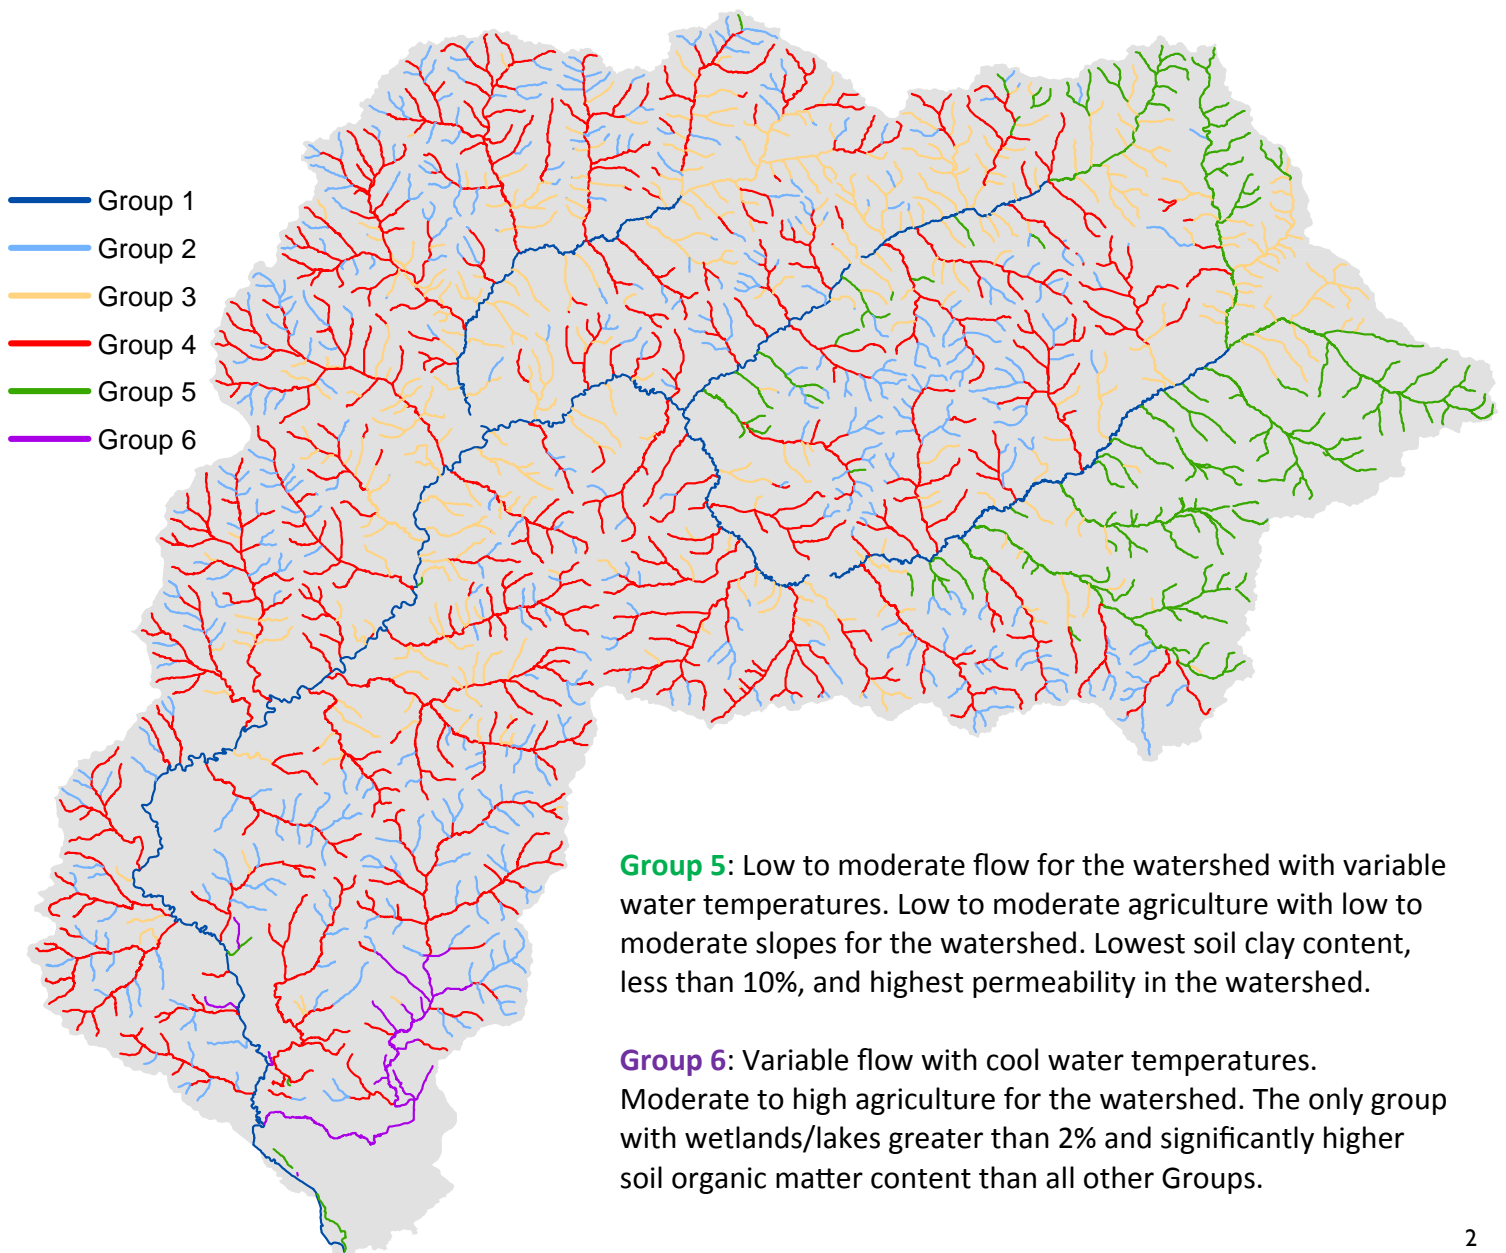 Group 1
Group 2
Group 3
Group 4
Group 5
Group 6
Group 5: Low to moderate flow for the watershed with variable
water temperatures. Low to moderate agriculture with low to
moderate slopes for the watershed. Lowest soil clay content,
less than 10%, and highest permeability in the watershed.
Group 6: Variable flow with cool water temperatures.
Moderate to high agriculture for the watershed. The only group
with wetlands/lakes greater than 2% and significantly higher
soil organic matter content than all other Groups.
2